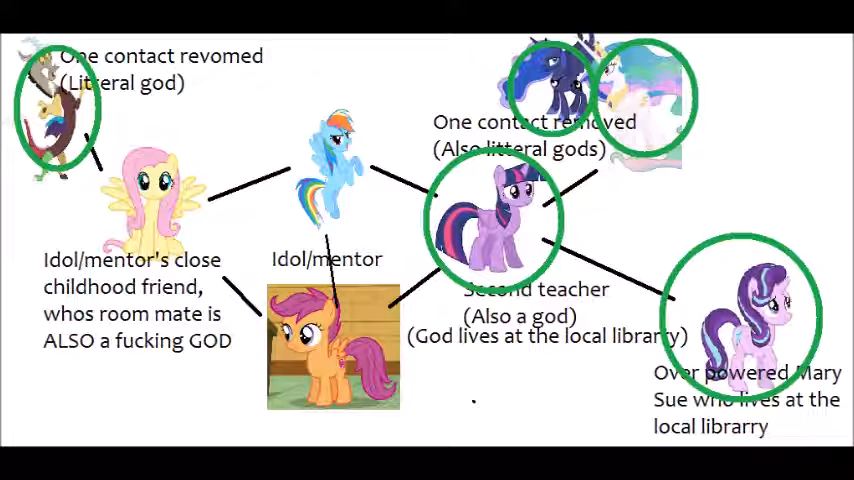 One contact revomed
(Litteral god)
One contact removed
(Also litteral gods)
Idol/mentor's close
childhood friend,
whos room mate is
ALSO a fucking GOD
Idol/mentor
Second teacher
(Also a god)
(God lives at the local librarry)
Over powered Mary
Sue who lives at the
local librarry